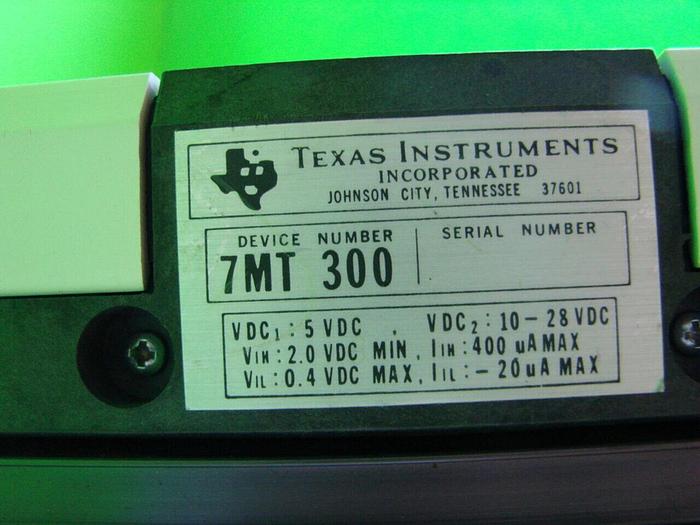 TEXAS INSTRUMENTS
INCORPORATED
JOHNSON CITY, TENNESSEE 37601
DEVICE NUMBER
7MT 300
SERIAL NUMBER
VDC₁ : 5 VDC , VDC₂ : 10 – 28 VDC
VIH : 2.0 VDC MIN , IIH : 400 uA MAX
VIL : 0.4 VDC MAX , IIL : – 20 uA MAX